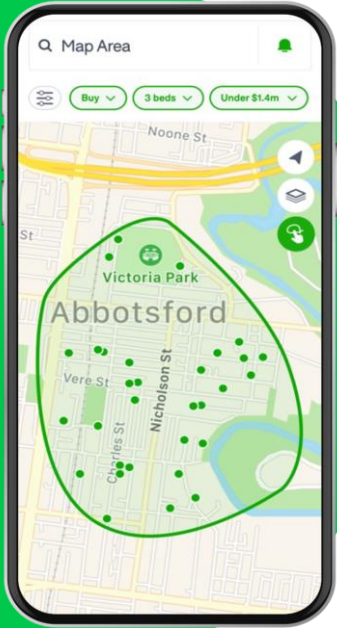 Map Area
Buy
3 beds
Under $1.4m
Noone St
St
Victoria Park
Abbotsford
Vere St
Nicholson St
Charles St